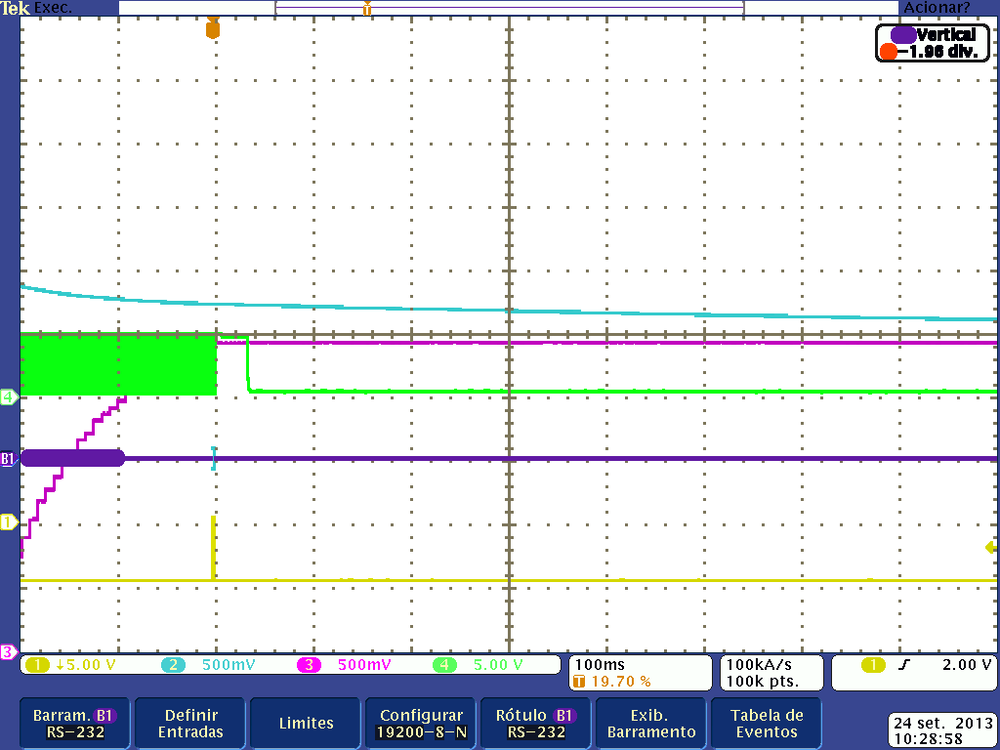 Tek Exec. Acionar?
T
Vertical
−1.96 div.
4
B1
1
3
1 ↓5.00 V 2 500mV 3 500mV 4 5.00 V
100ms
T 19.70 %
100kA/s
100k pts.
1 2.00 V
Barram. B1
RS-232
Definir
Entradas
Limites
Configurar
19200-8-N
Rótulo B1
RS-232
Exib.
Barramento
Tabela de
Eventos
24 set. 2013
10:28:58